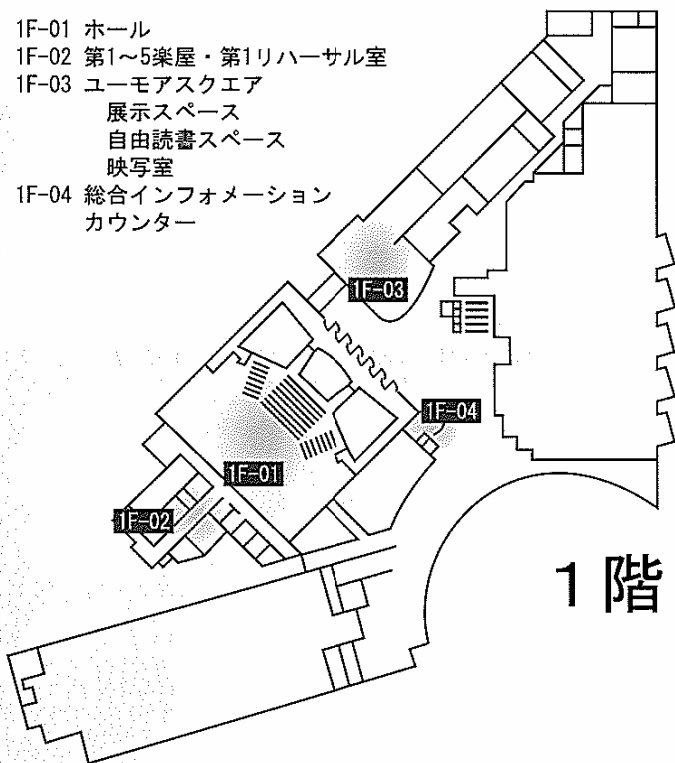 1F-01 ホール
1F-02 第1～5楽屋・第1リハーサル室
1F-03 ユーモアスクエア
展示スペース
自由読書スペース
映写室
1F-04 総合インフォメーション
カウンター
1F-03
1F-04
1F-01
1F-02
1階